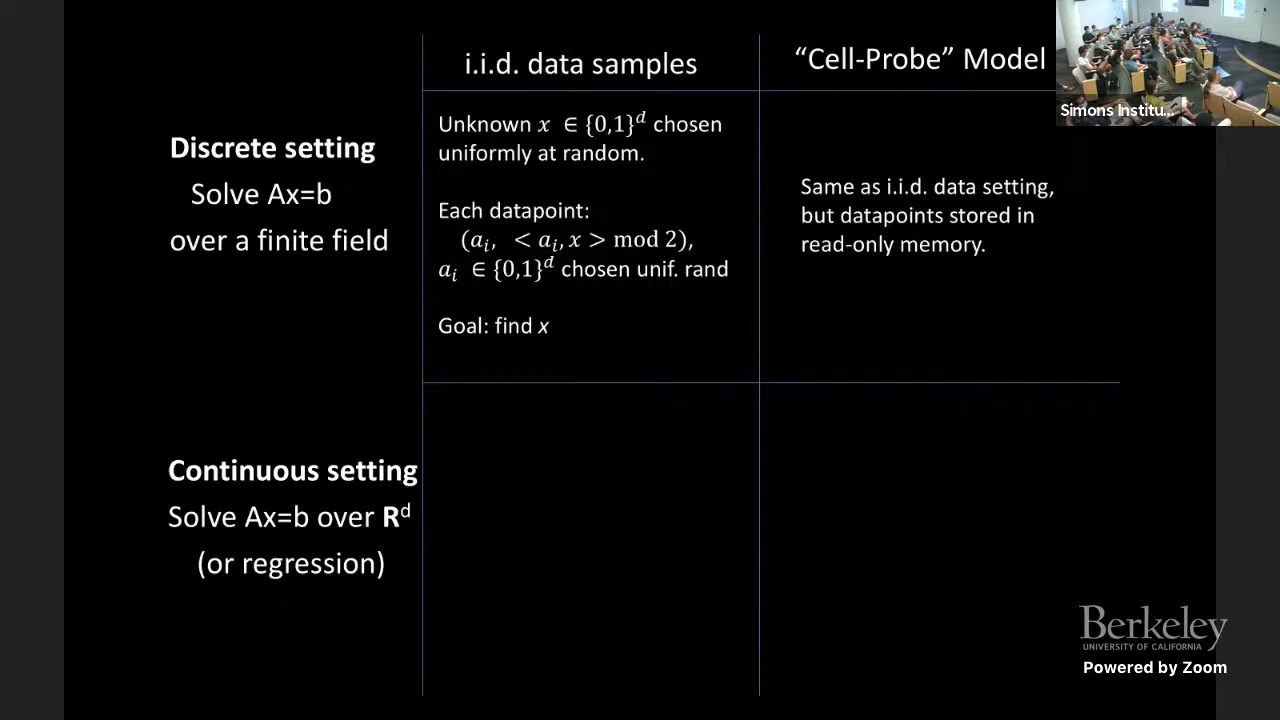 i.i.d. data samples
“Cell-Probe” Model
Simons Institu...
Discrete setting
Solve Ax=b
over a finite field
Unknown x ∈ {0,1}^d chosen
uniformly at random.
Each datapoint:
(a_i, < a_i, x > mod 2),
a_i ∈ {0,1}^d chosen unif. rand
Goal: find x
Same as i.i.d. data setting,
but datapoints stored in
read-only memory.
Continuous setting
Solve Ax=b over R^d
(or regression)
Berkeley
UNIVERSITY OF CALIFORNIA
Powered by Zoom